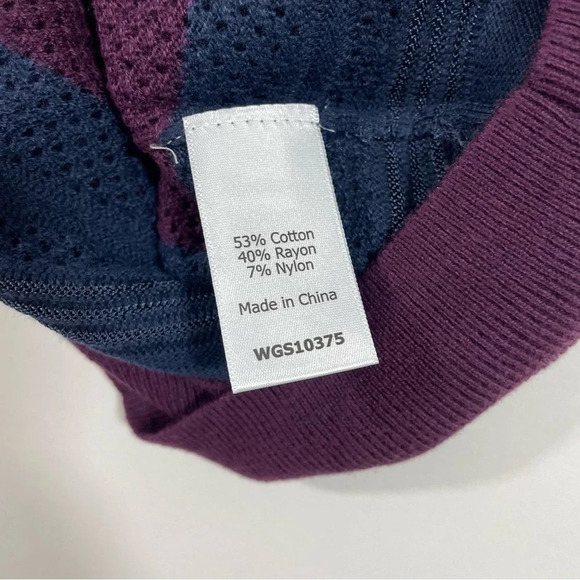 53% Cotton
40% Rayon
7% Nylon
Made in China
WGS10375